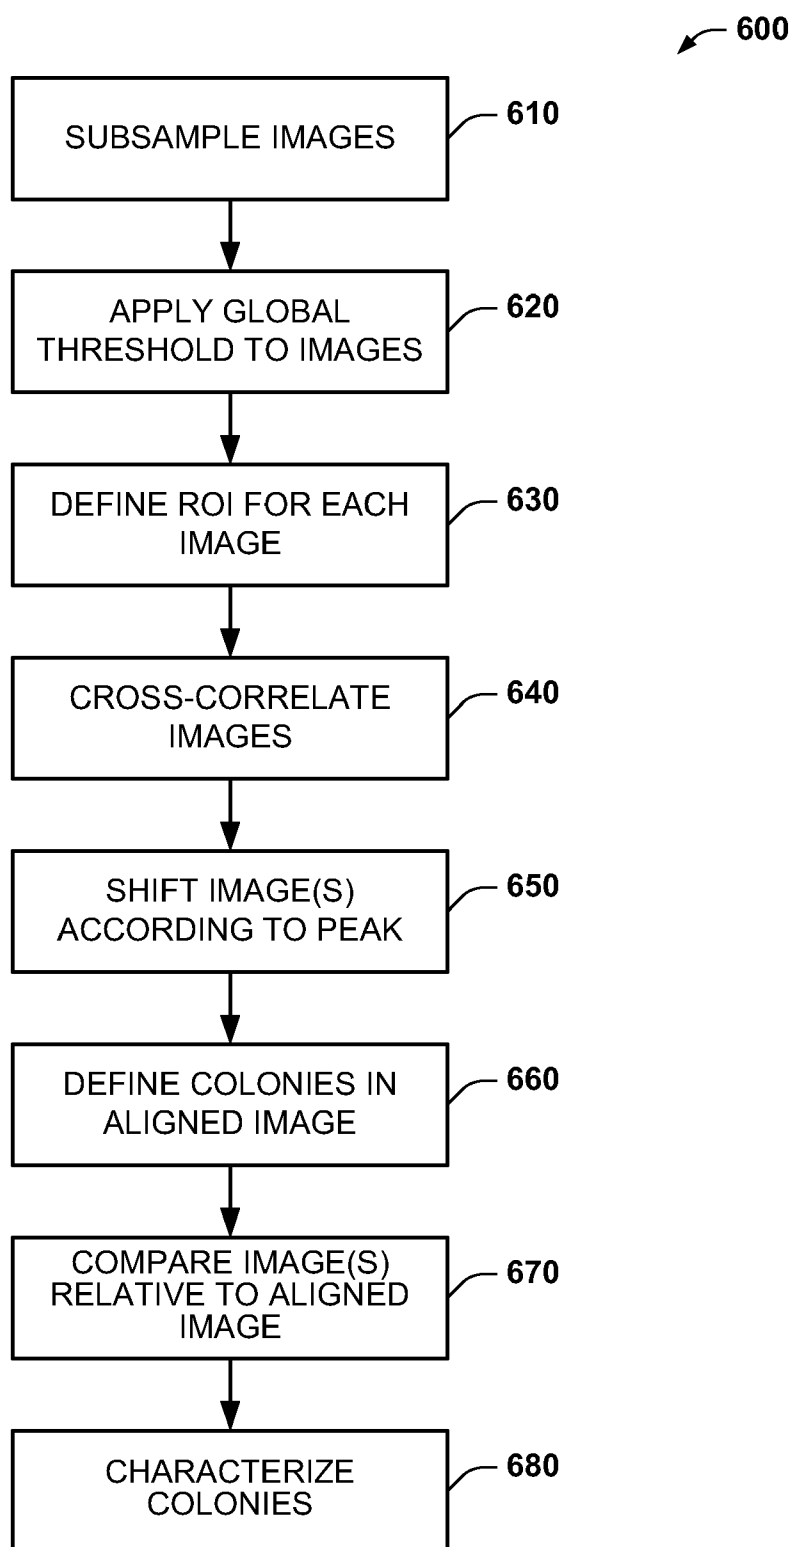 600
SUBSAMPLE IMAGES
610
APPLY GLOBAL
THRESHOLD TO IMAGES
620
DEFINE ROI FOR EACH
IMAGE
630
CROSS-CORRELATE
IMAGES
640
SHIFT IMAGE(S)
ACCORDING TO PEAK
650
DEFINE COLONIES IN
ALIGNED IMAGE
660
COMPARE IMAGE(S)
RELATIVE TO ALIGNED
IMAGE
670
CHARACTERIZE
COLONIES
680